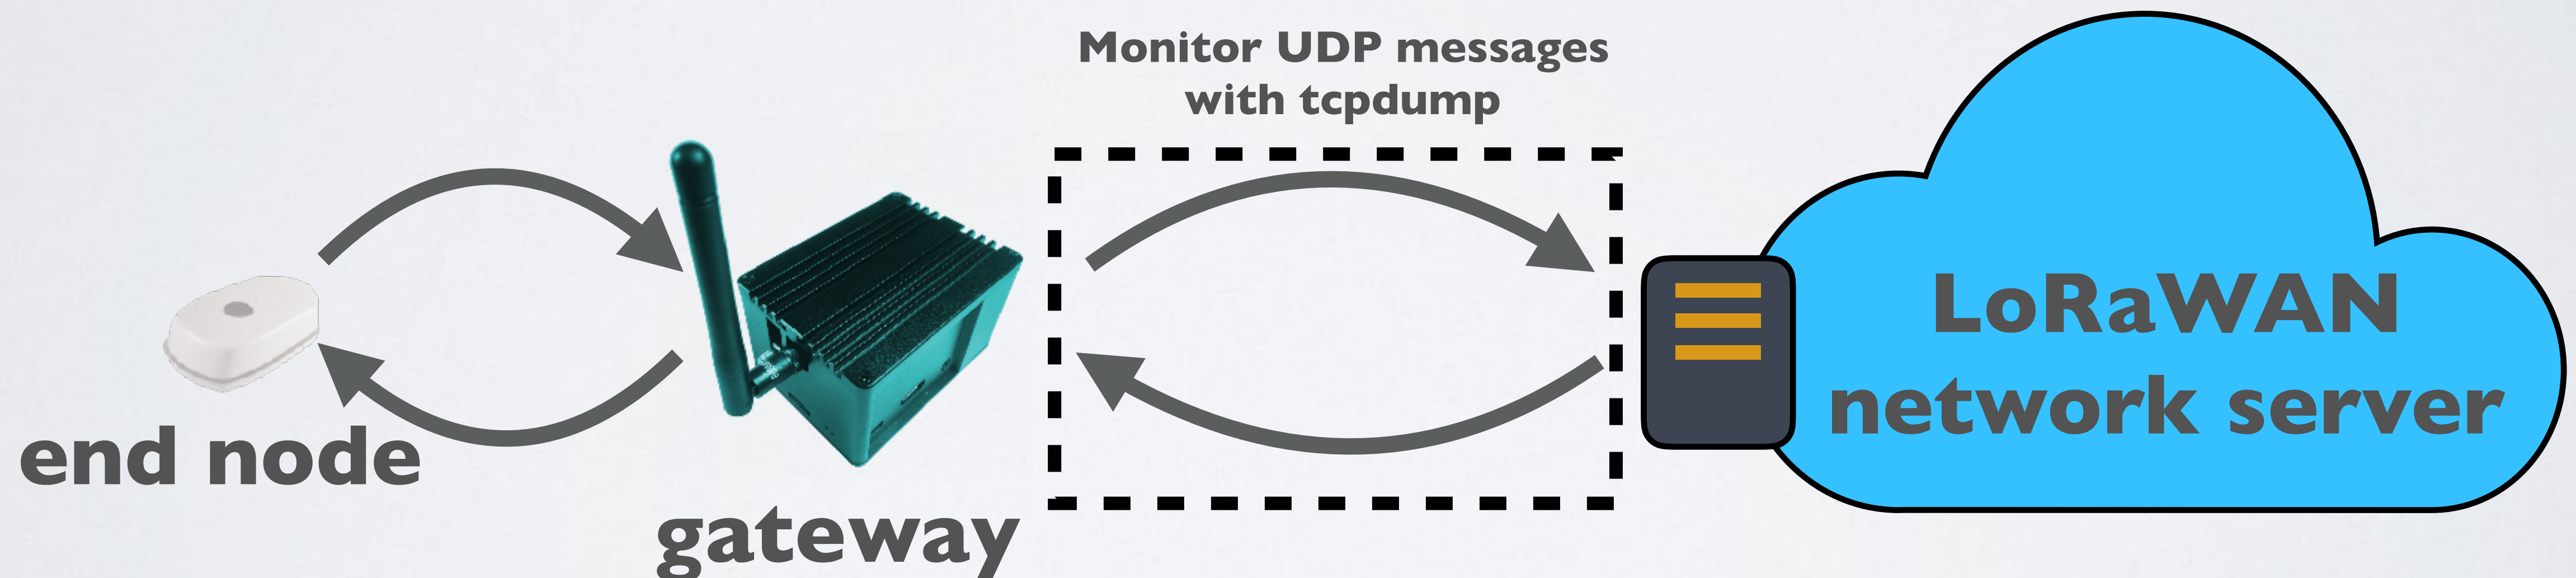 Monitor UDP messages
with tcpdump
end node
gateway
LoRaWAN
network server